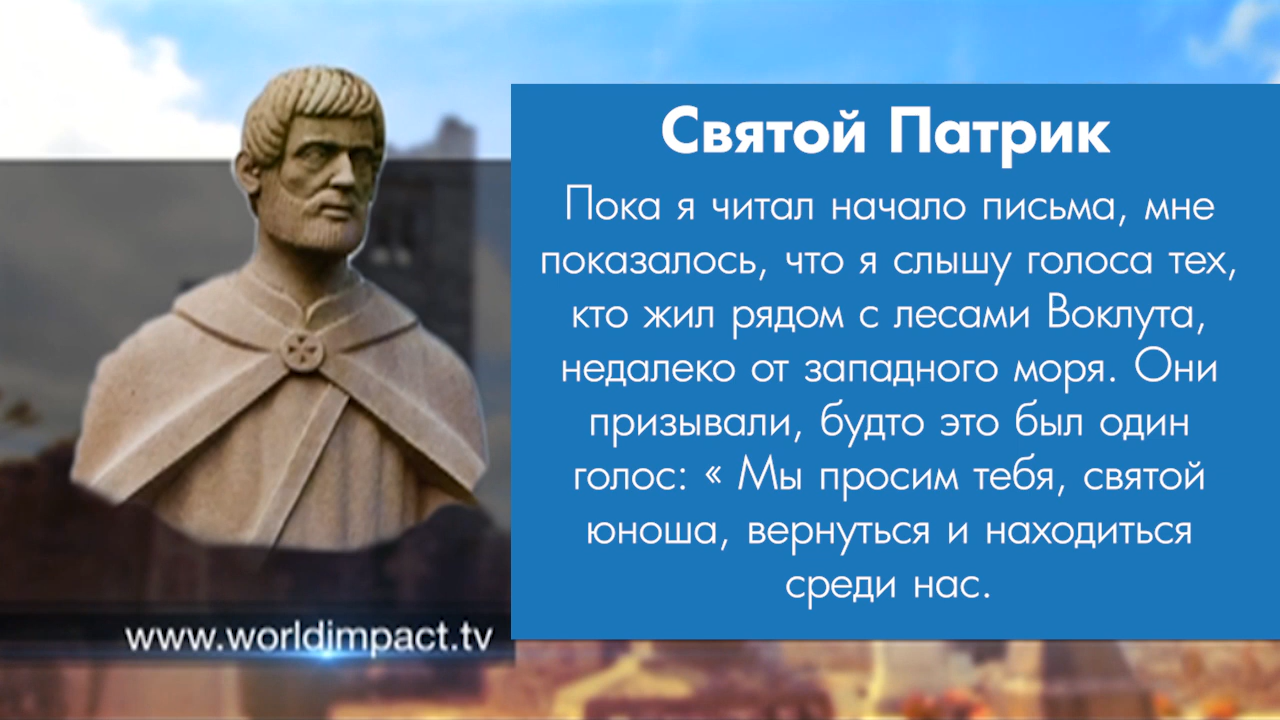 Святой Патрик
Пока я читал начало письма, мне
показалось, что я слышу голоса тех,
кто жил рядом с лесами Воклута,
недалеко от западного моря. Они
призывали, будто это был один
голос: « Мы просим тебя, святой
юноша, вернуться и находиться
среди нас.
www.worldimpact.tv